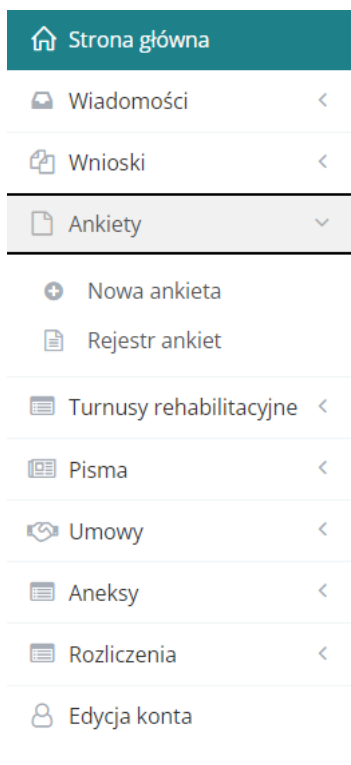 Strona główna
Wiadomości
Wnioski
Ankiety
Nowa ankieta
Rejestr ankiet
Turnusy rehabilitacyjne
Pisma
Umowy
Aneksy
Rozliczenia
Edycja konta